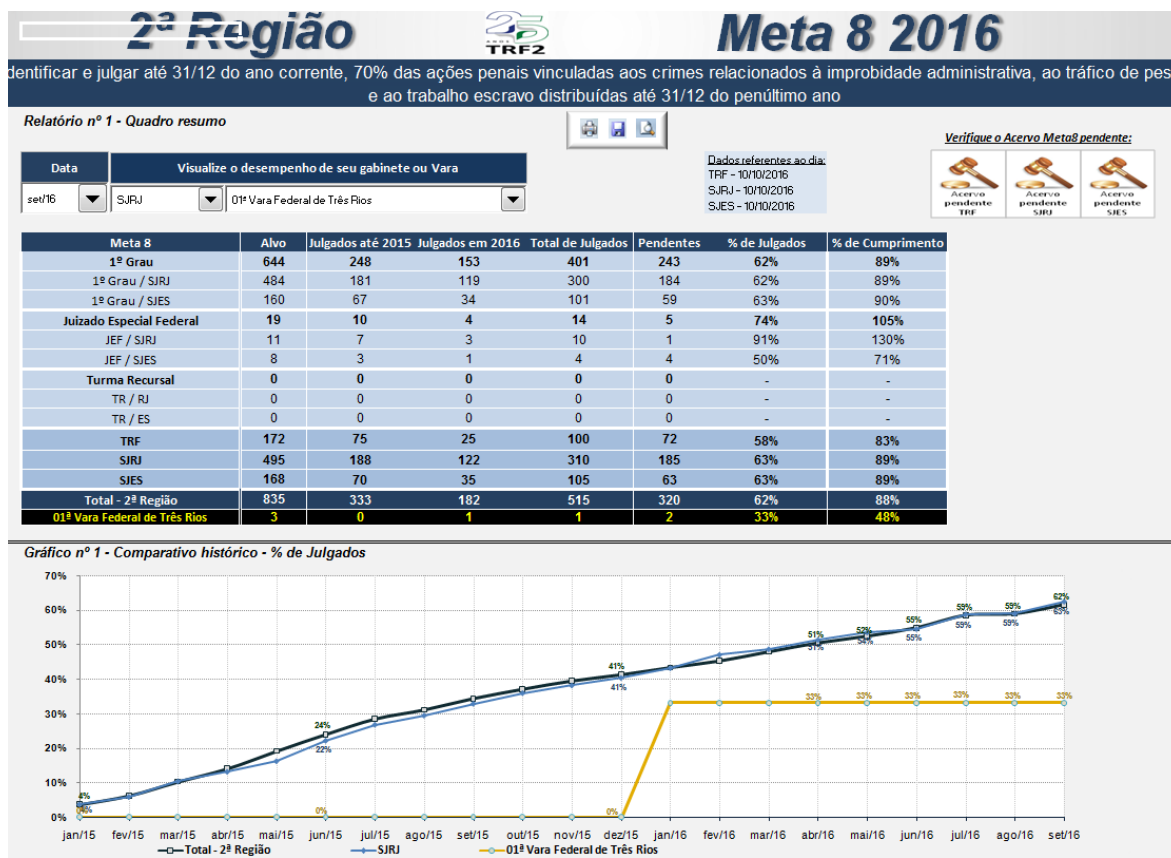 2ª Região
25 ANOS
TRF2
Meta 8 2016
dentificar e julgar até 31/12 do ano corrente, 70% das ações penais vinculadas aos crimes relacionados à improbidade administrativa, ao tráfico de pes
e ao trabalho escravo distribuídas até 31/12 do penúltimo ano
Relatório nº 1 - Quadro resumo
Verifique o Acervo Meta8 pendente:
Data Visualize o desempenho de seu gabinete ou Vara
set/16 SJRJ 01ª Vara Federal de Três Rios
Dados referentes ao dia:
TRF - 10/10/2016
SJRJ - 10/10/2016
SJES - 10/10/2016
Acervo pendente TRF
Acervo pendente SJRJ
Acervo pendente SJES
Meta 8 Alvo Julgados até 2015 Julgados em 2016 Total de Julgados Pendentes % de Julgados % de Cumprimento
1º Grau 644 248 153 401 243 62% 89%
1º Grau / SJRJ 484 181 119 300 184 62% 89%
1º Grau / SJES 160 67 34 101 59 63% 90%
Juizado Especial Federal 19 10 4 14 5 74% 105%
JEF / SJRJ 11 7 3 10 1 91% 130%
JEF / SJES 8 3 1 4 4 50% 71%
Turma Recursal 0 0 0 0 0 - -
TR / RJ 0 0 0 0 0 - -
TR / ES 0 0 0 0 0 - -
TRF 172 75 25 100 72 58% 83%
SJRJ 495 188 122 310 185 63% 89%
SJES 168 70 35 105 63 63% 89%
Total - 2ª Região 835 333 182 515 320 62% 88%
01ª Vara Federal de Três Rios 3 0 1 1 2 33% 48%
Gráfico nº 1 - Comparativo histórico - % de Julgados
70%
60%
50%
40%
30%
20%
10%
0%
4% 24% 41% 51% 52% 55% 59% 59% 62%
4% 22% 41% 51% 54% 55% 59% 59% 63%
0% 0% 33% 33% 33% 33% 33% 33%
jan/15 fev/15 mar/15 abr/15 mai/15 jun/15 jul/15 ago/15 set/15 out/15 nov/15 dez/15 jan/16 fev/16 mar/16 abr/16 mai/16 jun/16 jul/16 ago/16 set/16
Total - 2ª Região SJRJ 01ª Vara Federal de Três Rios